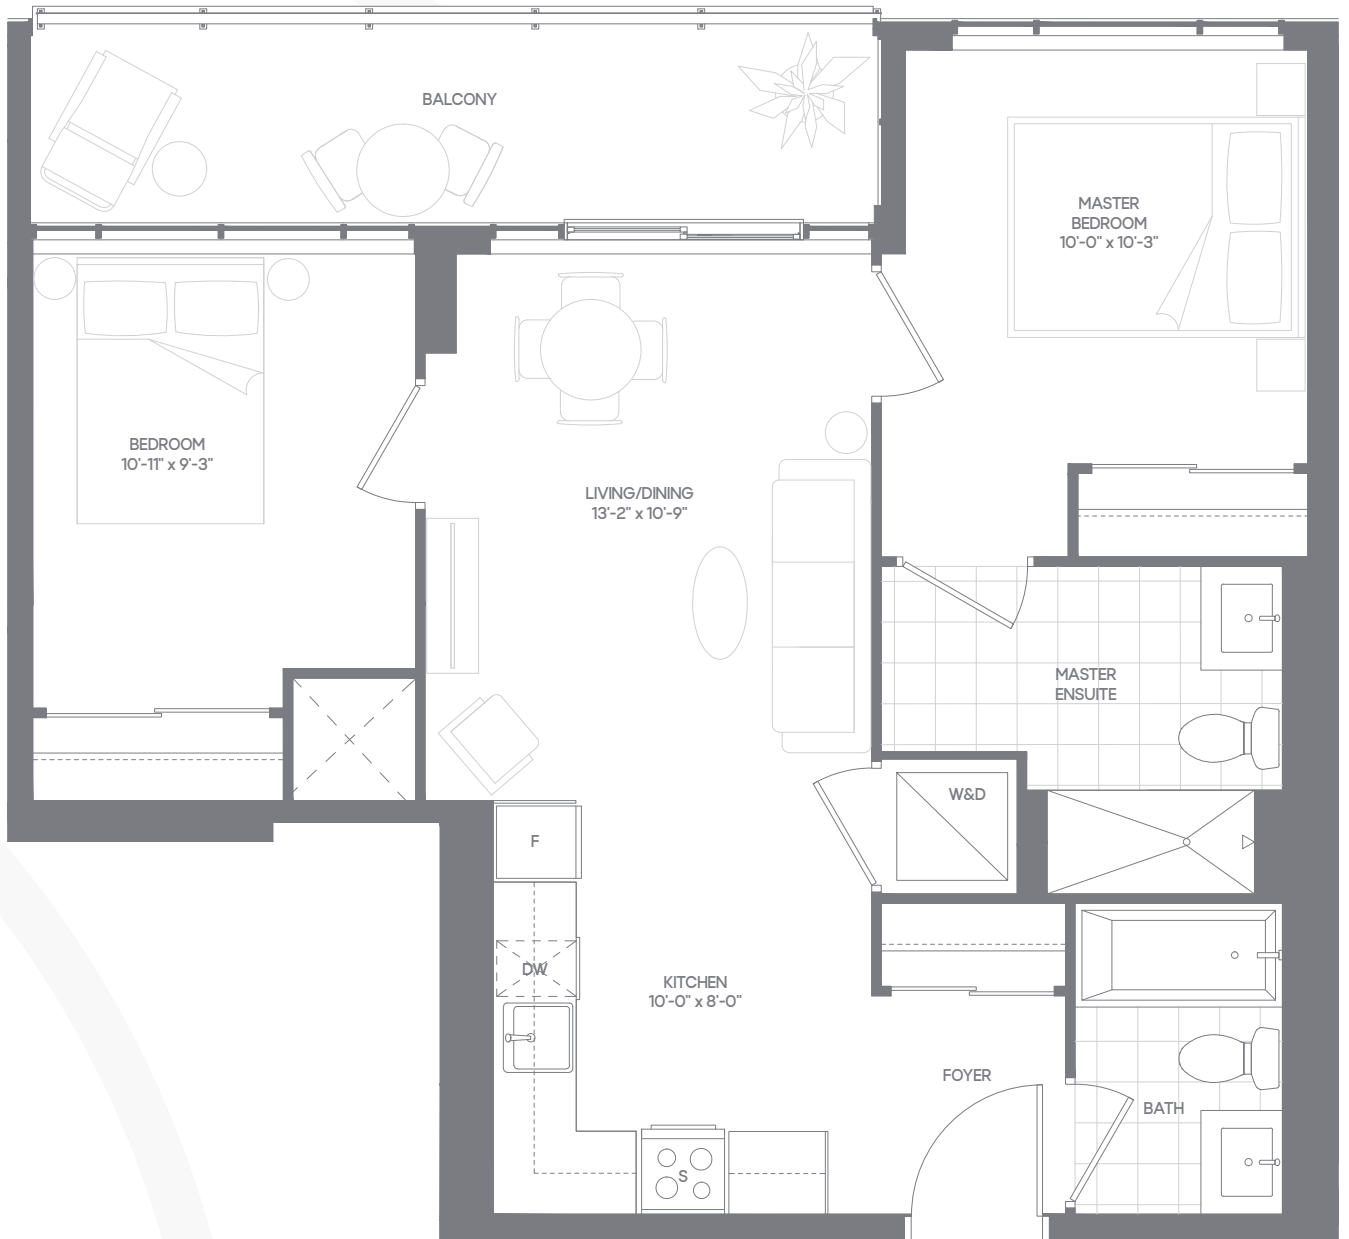 BALCONY
MASTER
BEDROOM
10'-0" x 10'-3"
BEDROOM
10'-11" x 9'-3"
LIVING/DINING
13'-2" x 10'-9"
MASTER
ENSUITE
W&D
F
DW
KITCHEN
10'-0" x 8'-0"
FOYER
BATH
S